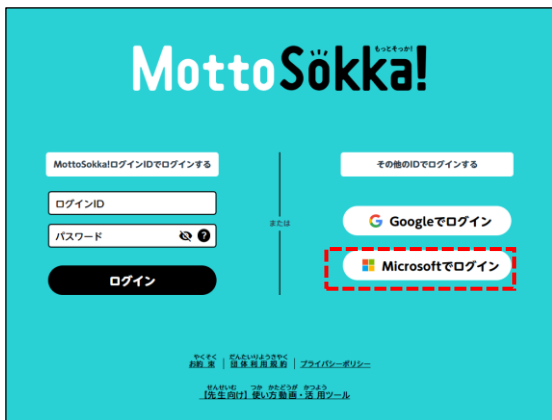 もっとそっか!
MottoSokka!
MottoSokka!ログインIDでログインする
ログインID
パスワード
ログイン
または
その他のIDでログインする
Googleでログイン
Microsoftでログイン
やくそく だんたいりようきやく
お約束 | 団体利用規約 | プライバシーポリシー
せんせいむ つか かたどうが かつよう
[先生向け] 使い方動画・活用ツール